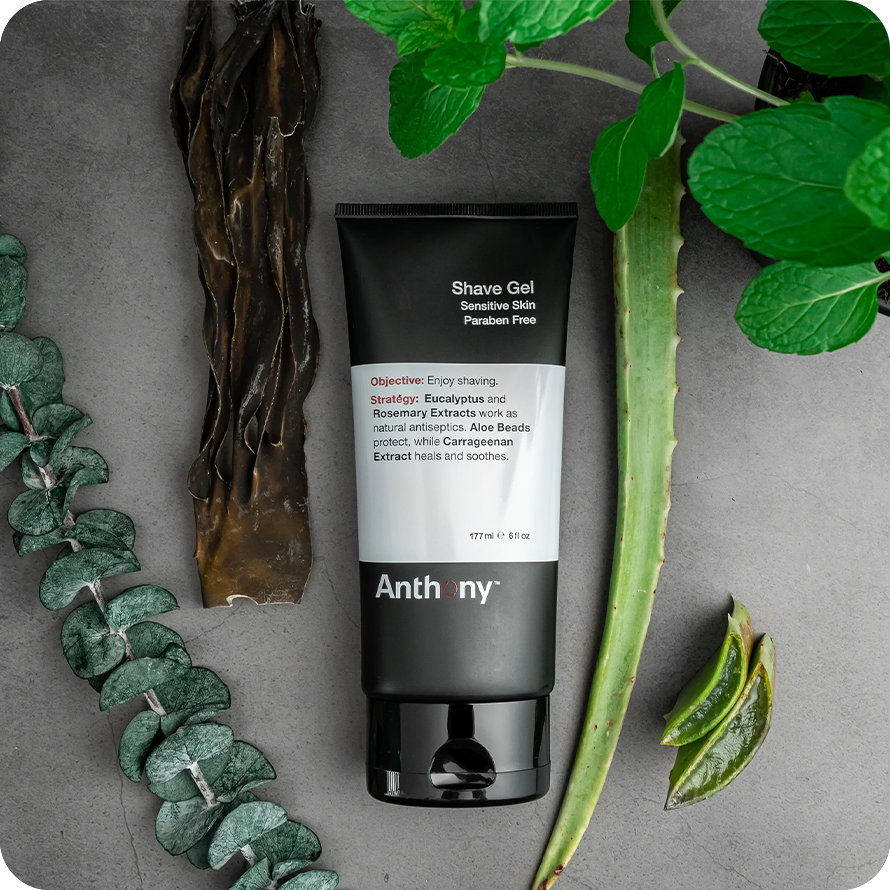 Shave Gel
Sensitive Skin
Paraben Free
Objective: Enjoy shaving.
Strategy: Eucalyptus and
Rosemary Extracts work as
natural antiseptics. Aloe Beads
protect, while Carrageenan
Extract heals and soothes.
177 ml ℮ 6 fl oz
Anthony™